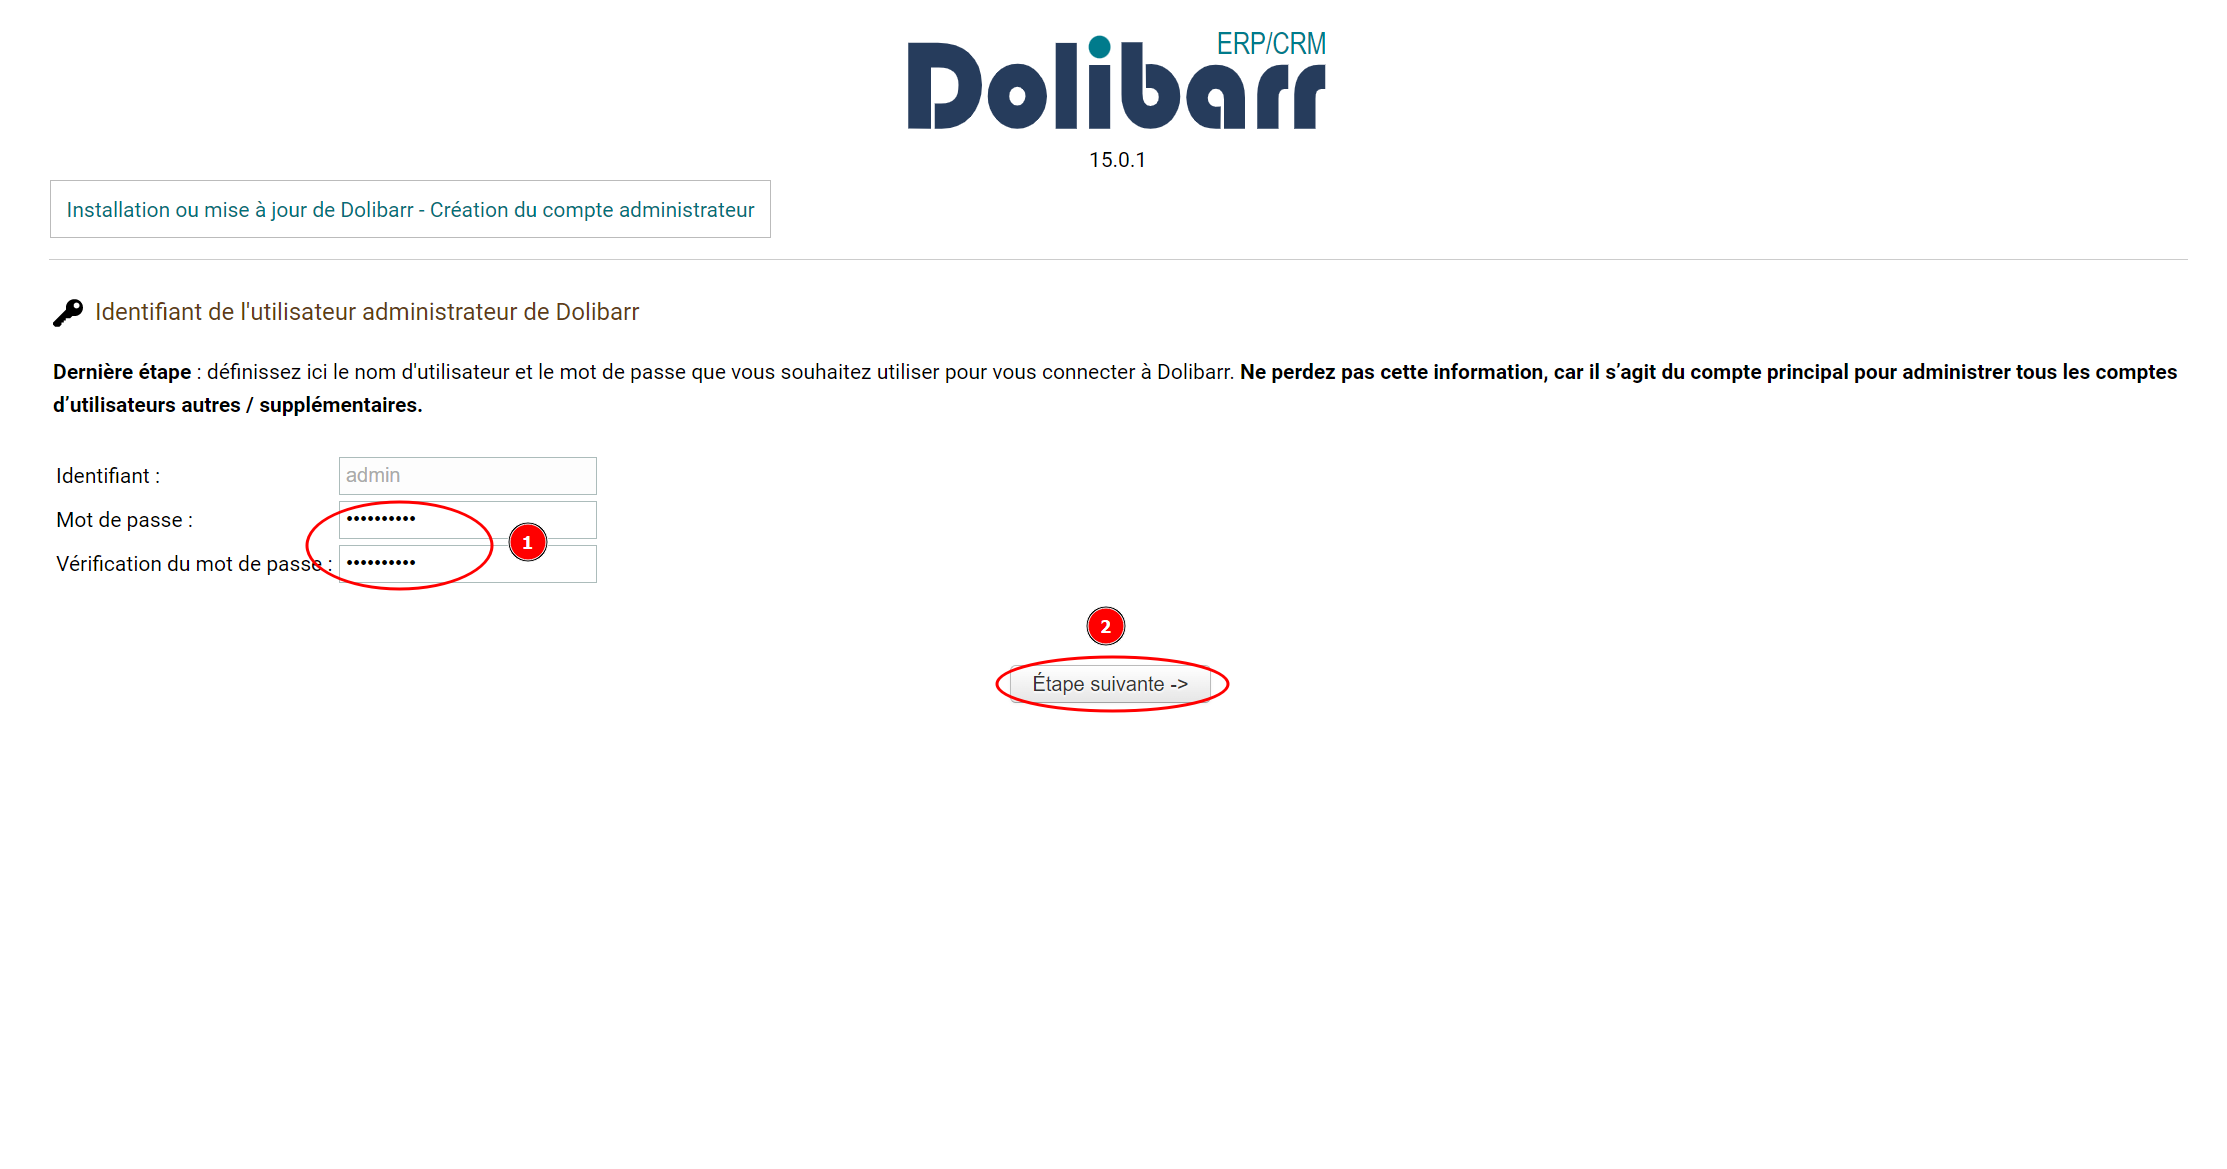 ERP/CRM
Dolibarr
15.0.1
Installation ou mise à jour de Dolibarr - Création du compte administrateur
Identifiant de l'utilisateur administrateur de Dolibarr
Dernière étape : définissez ici le nom d'utilisateur et le mot de passe que vous souhaitez utiliser pour vous connecter à Dolibarr. Ne perdez pas cette information, car il s’agit du compte principal pour administrer tous les comptes
d’utilisateurs autres / supplémentaires.
Identifiant : admin
Mot de passe : ••••••••••
1
Vérification du mot de passe : ••••••••••
2
Étape suivante ->